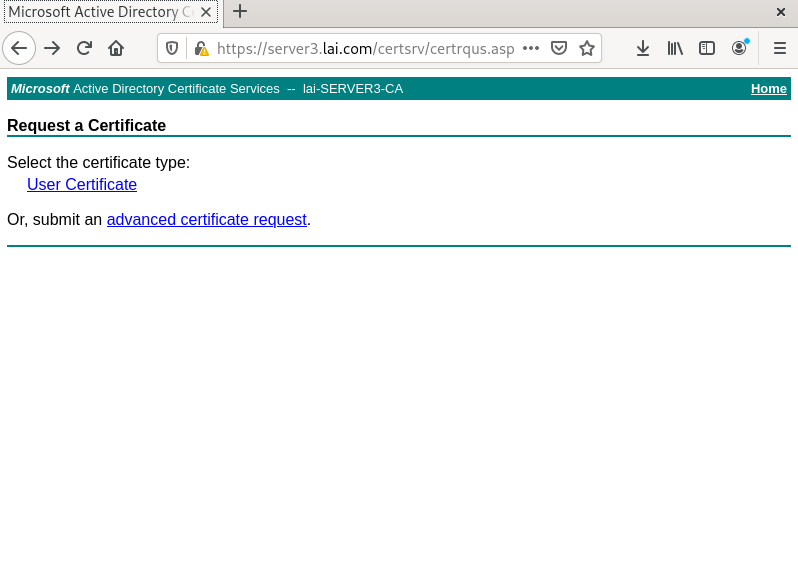 Microsoft Active Directory C
https://server3.lai.com/certsrv/certrqus.asp
Microsoft Active Directory Certificate Services -- lai-SERVER3-CA Home
Request a Certificate
Select the certificate type:
User Certificate
Or, submit an advanced certificate request.